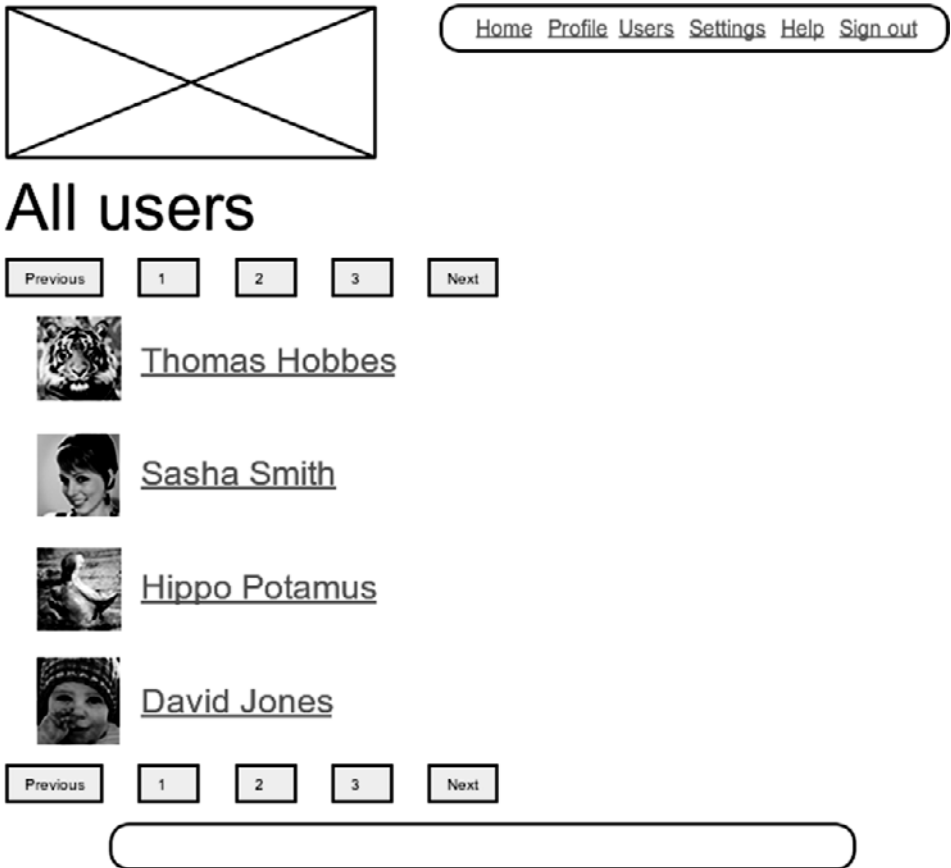 Home Profile Users Settings Help Sign out
All users
Previous 1 2 3 Next
Thomas Hobbes
Sasha Smith
Hippo Potamus
David Jones
Previous 1 2 3 Next